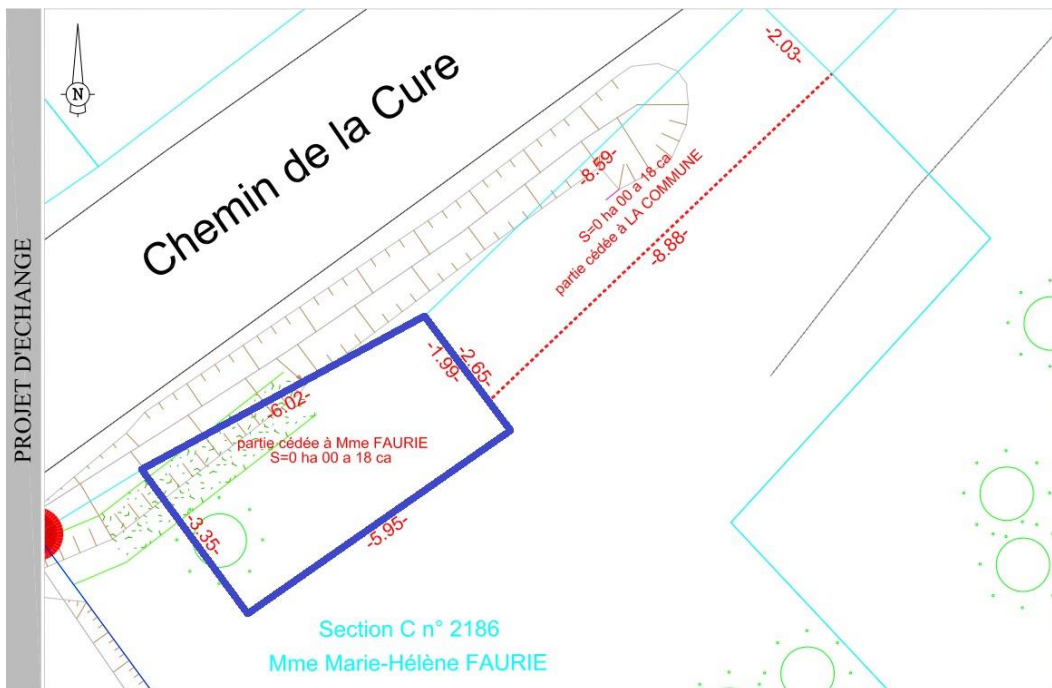 PROJET D'ECHANGE
N
Chemin de la Cure
-2.03-
-8.59-
S=0 ha 00 a 18 ca
partie cédée à LA COMMUNE
-8.88-
-2.65-
-1.99-
-6.02-
partie cédée à Mme FAURIE
S=0 ha 00 a 18 ca
-3.35-
-5.95-
Section C n° 2186
Mme Marie-Hélène FAURIE